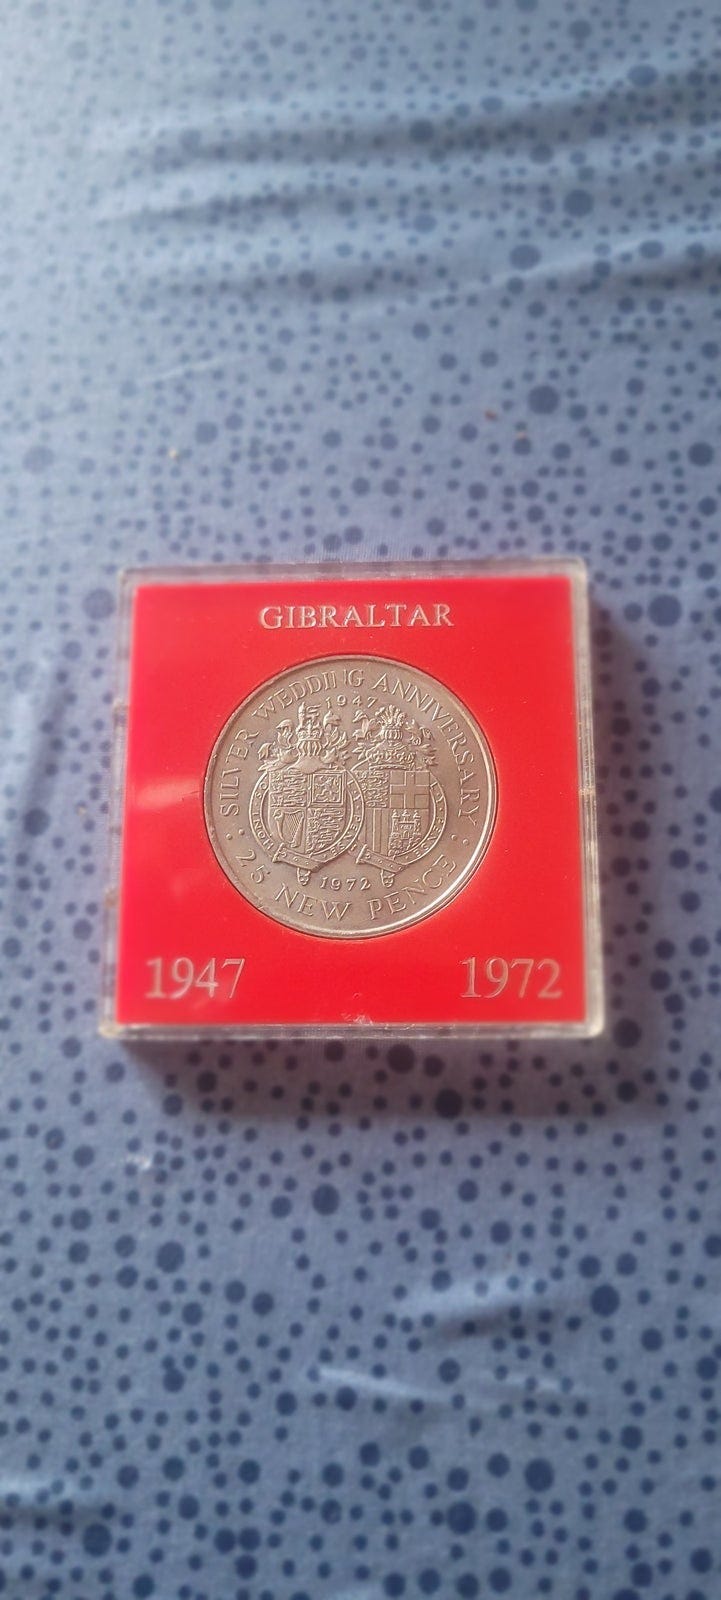 GIBRALTAR
SILVER WEDDING ANNIVERSARY
1947
1972
· 25 NEW PENCE ·
1947
1972